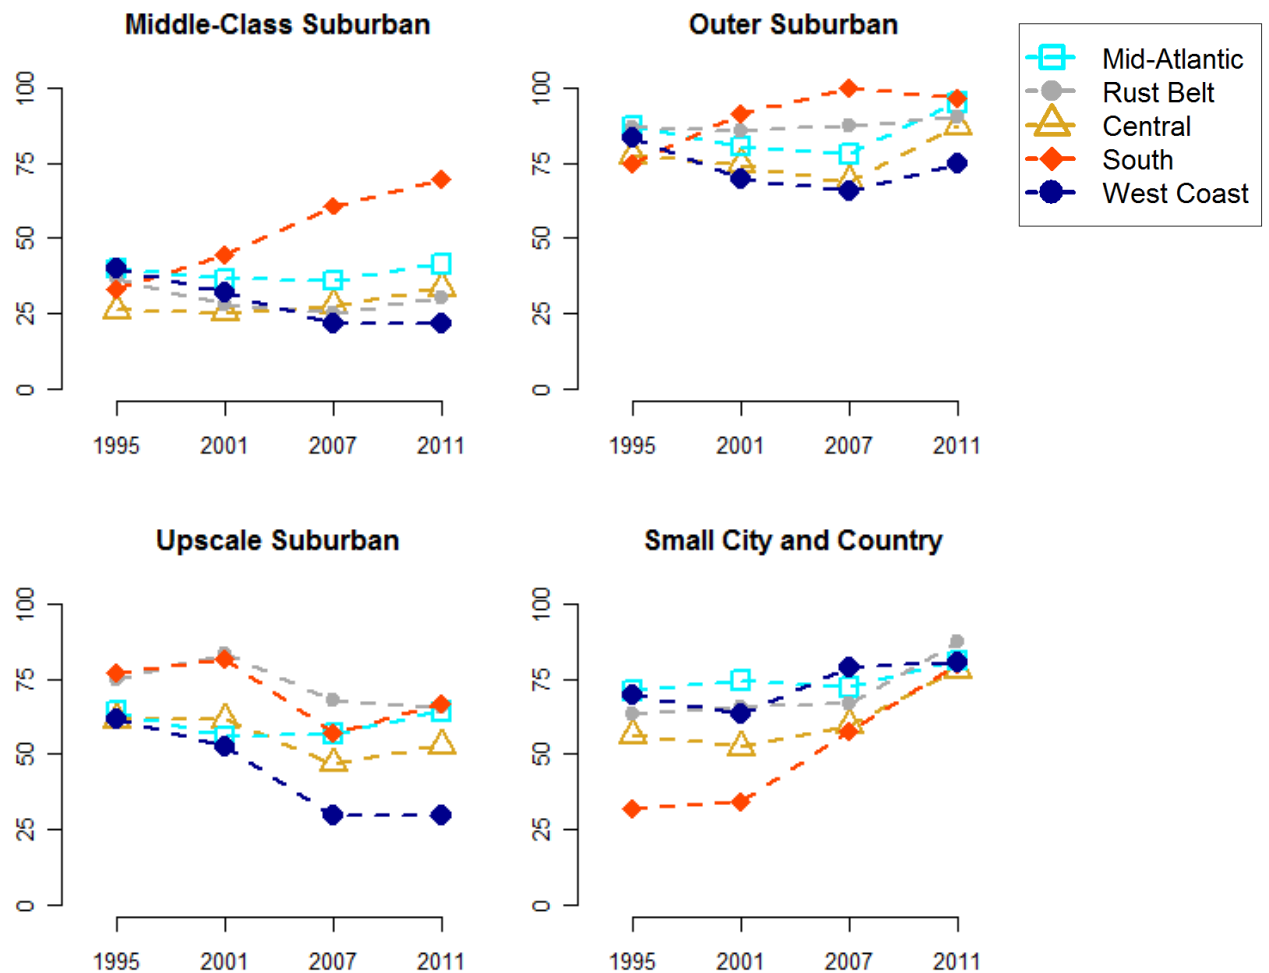 Middle-Class Suburban
100
75
50
25
0
1995 2001 2007 2011
Outer Suburban
100
75
50
25
0
1995 2001 2007 2011
Mid-Atlantic
Rust Belt
Central
South
West Coast
Upscale Suburban
100
75
50
25
0
1995 2001 2007 2011
Small City and Country
100
75
50
25
0
1995 2001 2007 2011